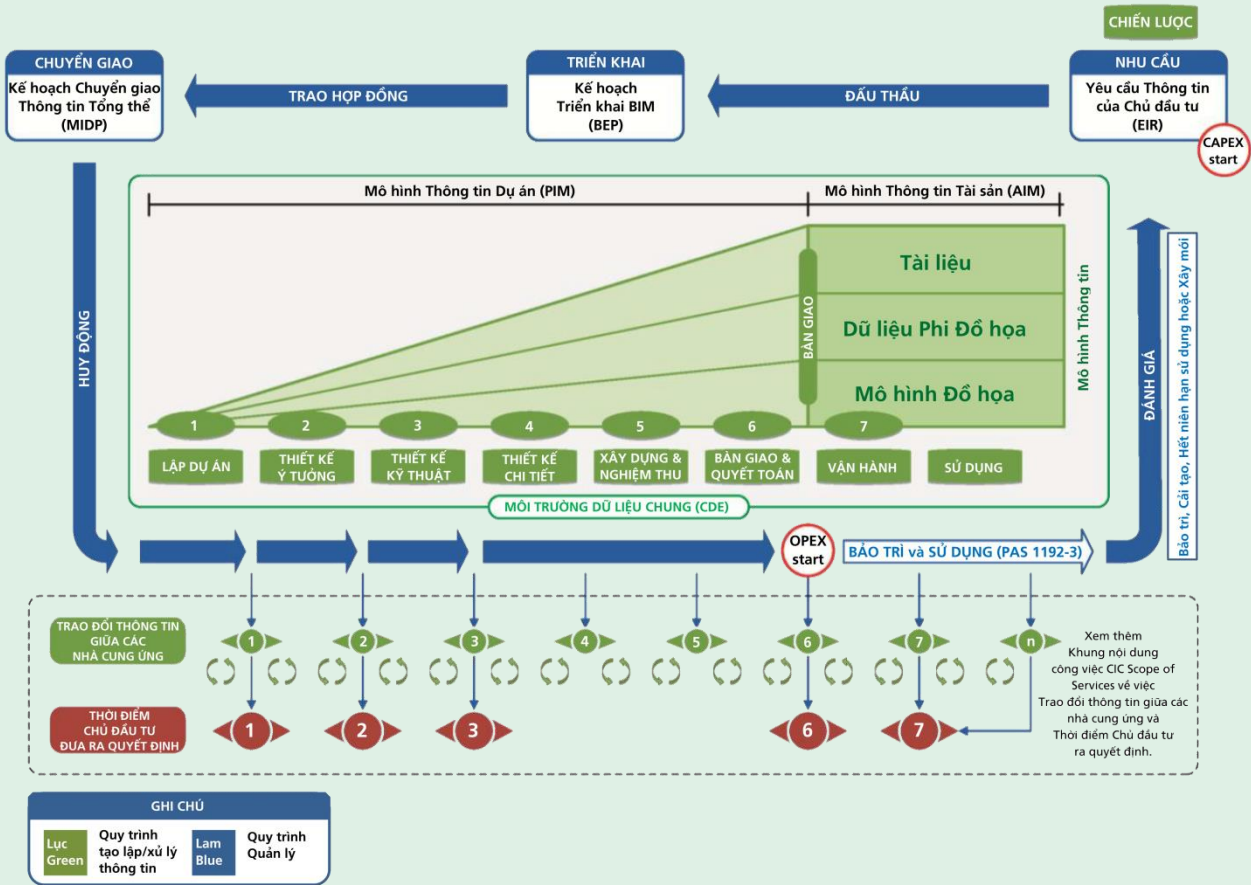 CHIẾN LƯỢC
CHUYỂN GIAO
Kế hoạch Chuyển giao
Thông tin Tổng thể
(MIDP)
TRAO HỢP ĐỒNG
TRIỂN KHAI
Kế hoạch
Triển khai BIM
(BEP)
ĐẤU THẦU
NHU CẦU
Yêu cầu Thông tin
của Chủ đầu tư
(EIR)
CAPEX
start
Mô hình Thông tin Dự án (PIM)
Mô hình Thông tin Tài sản (AIM)
HUY ĐỘNG
BÀN GIAO
Tài liệu
Dữ liệu Phi Đồ họa
Mô hình Đồ họa
Mô hình Thông tin
ĐÁNH GIÁ
Bảo trì, Cải tạo, Hết niên hạn sử dụng hoặc Xây mới
1
2
3
4
5
6
7
LẬP DỰ ÁN
THIẾT KẾ
Ý TƯỞNG
THIẾT KẾ
KỸ THUẬT
THIẾT KẾ
CHI TIẾT
XÂY DỰNG &
NGHIỆM THU
BÀN GIAO &
QUYẾT TOÁN
VẬN HÀNH
SỬ DỤNG
MÔI TRƯỜNG DỮ LIỆU CHUNG (CDE)
OPEX
start
BẢO TRÌ và SỬ DỤNG (PAS 1192-3)
TRAO ĐỔI THÔNG TIN
GIỮA CÁC
NHÀ CUNG ỨNG
1
2
3
4
5
6
7
n
Xem thêm
Khung nội dung
công việc CIC Scope of
Services về việc
Trao đổi thông tin giữa các
nhà cung ứng và
Thời điểm Chủ đầu tư
ra quyết định.
THỜI ĐIỂM
CHỦ ĐẦU TƯ
ĐƯA RA QUYẾT ĐỊNH
1
2
3
6
7
GHI CHÚ
Lục
Green
Quy trình
tạo lập/xử lý
thông tin
Lam
Blue
Quy trình
Quản lý